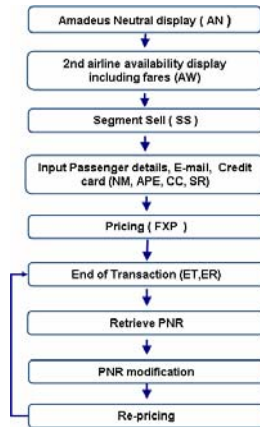 Amadeus Neutral display ( AN )
2nd airline availability display
including fares (AW)
Segment Sell ( SS )
Input Passenger details, E-mail, Credit
card (NM, APE, CC, SR)
Pricing ( FXP )
End of Transaction (ET,ER)
Retrieve PNR
PNR modification
Re-pricing